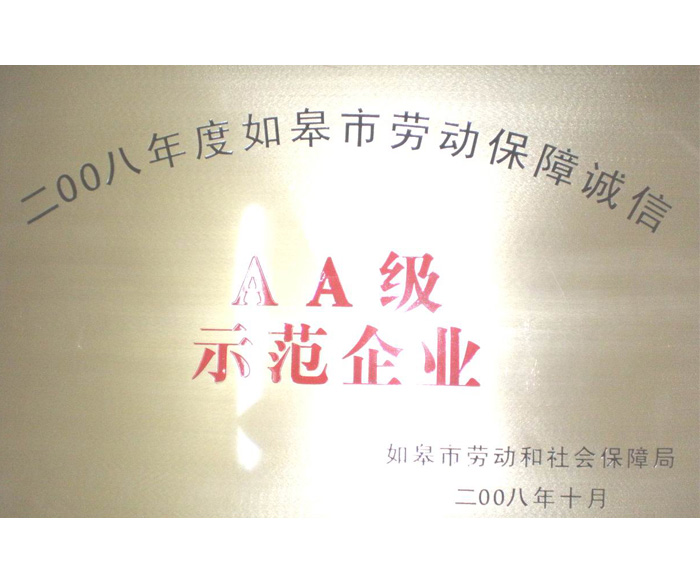 二00八年度如皋市劳动保障诚信
AA级
示范企业
如皋市劳动和社会保障局
二00八年十月